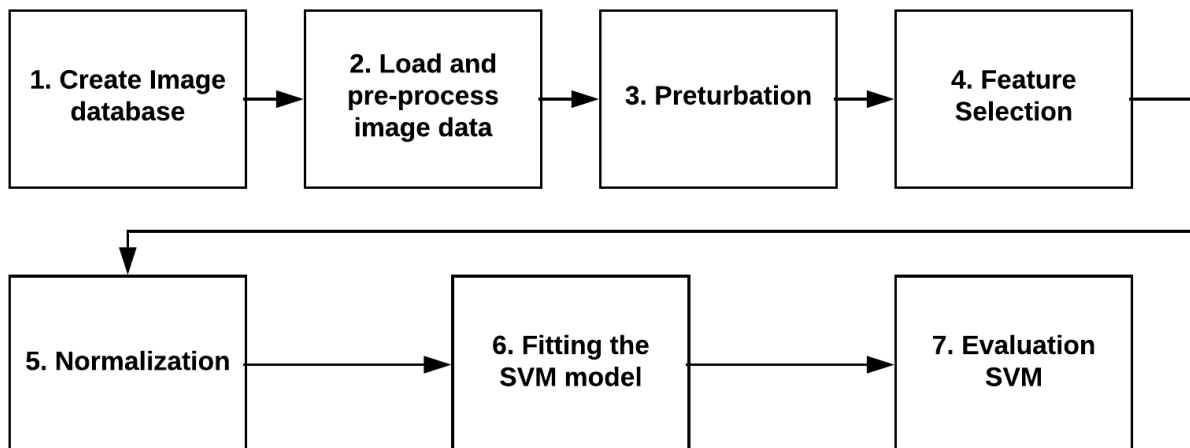 1. Create Image
database
2. Load and
pre-process
image data
3. Preturbation
4. Feature
Selection
5. Normalization
6. Fitting the
SVM model
7. Evaluation
SVM